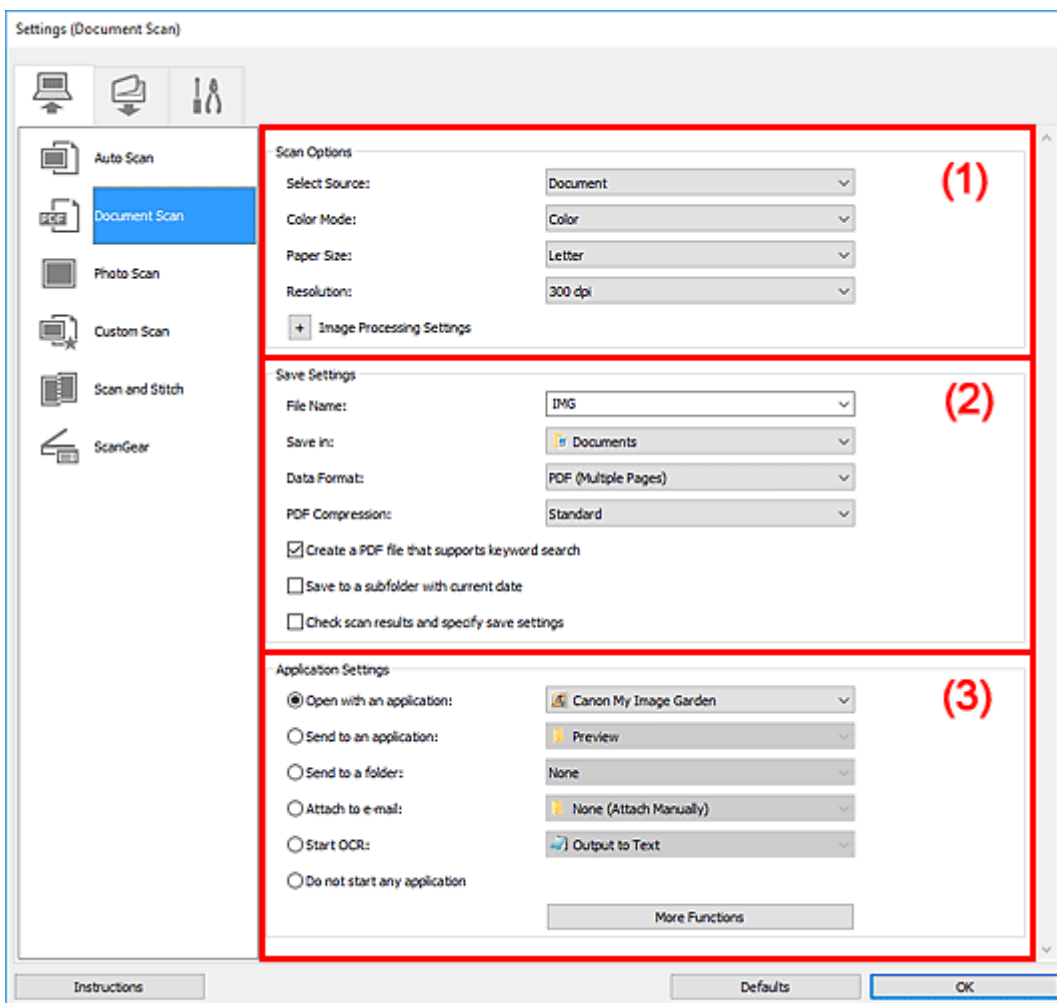 Settings (Document Scan)
Auto Scan
PDF
Document Scan
Photo Scan
Custom Scan
Scan and Stitch
ScanGear
Scan Options
(1)
Select Source: Document
Color Mode: Color
Paper Size: Letter
Resolution: 300 dpi
+ Image Processing Settings
Save Settings
(2)
File Name: IMG
Save in: Documents
Data Format: PDF (Multiple Pages)
PDF Compression: Standard
Create a PDF file that supports keyword search
Save to a subfolder with current date
Check scan results and specify save settings
Application Settings
(3)
Open with an application: Canon My Image Garden
Send to an application: Preview
Send to a folder: None
Attach to e-mail: None (Attach Manually)
Start OCR: Output to Text
Do not start any application
More Functions
Instructions Defaults OK